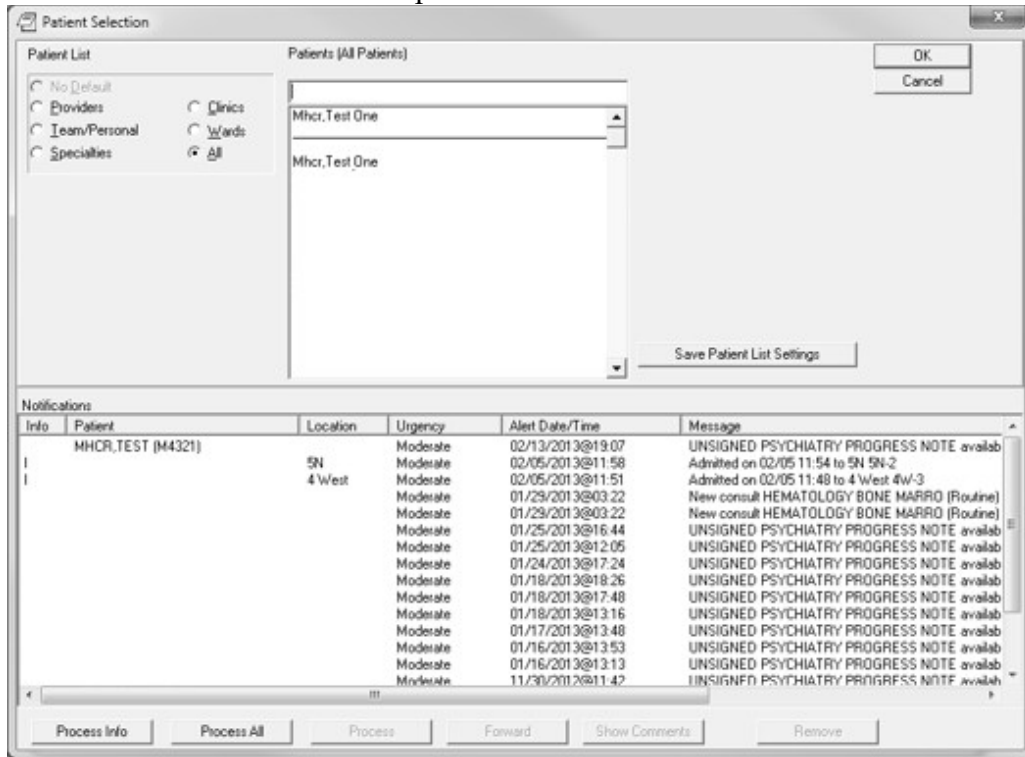 Patient Selection
Patient List
No Default
Providers
Clinics
Team/Personal
Wards
Specialties
All
Patients (All Patients)
Mhcr,Test One
Mhcr,Test One
OK
Cancel
Save Patient List Settings
Notifications
Info Patient Location Urgency Alert Date/Time Message
MHCR,TEST (M4321) Moderate 02/13/2013@19:07 UNSIGNED PSYCHIATRY PROGRESS NOTE availab
I 5N Moderate 02/05/2013@11:58 Admitted on 02/05 11:54 to 5N 5N-2
I 4 West Moderate 02/05/2013@11:51 Admitted on 02/05 11:48 to 4 West 4W-3
Moderate 01/29/2013@03:22 New consult HEMATOLOGY BONE MARRO (Routine)
Moderate 01/29/2013@03:22 New consult HEMATOLOGY BONE MARRO (Routine)
Moderate 01/25/2013@16:44 UNSIGNED PSYCHIATRY PROGRESS NOTE availab
Moderate 01/25/2013@12:05 UNSIGNED PSYCHIATRY PROGRESS NOTE availab
Moderate 01/24/2013@17:24 UNSIGNED PSYCHIATRY PROGRESS NOTE availab
Moderate 01/18/2013@18:26 UNSIGNED PSYCHIATRY PROGRESS NOTE availab
Moderate 01/18/2013@17:48 UNSIGNED PSYCHIATRY PROGRESS NOTE availab
Moderate 01/18/2013@13:16 UNSIGNED PSYCHIATRY PROGRESS NOTE availab
Moderate 01/17/2013@13:48 UNSIGNED PSYCHIATRY PROGRESS NOTE availab
Moderate 01/16/2013@13:53 UNSIGNED PSYCHIATRY PROGRESS NOTE availab
Moderate 01/16/2013@13:13 UNSIGNED PSYCHIATRY PROGRESS NOTE availab
Moderate 11/30/2012@11:42 UNSIGNED PSYCHIATRY PROGRESS NOTE availab
Process Info Process All Process Forward Show Comments Remove